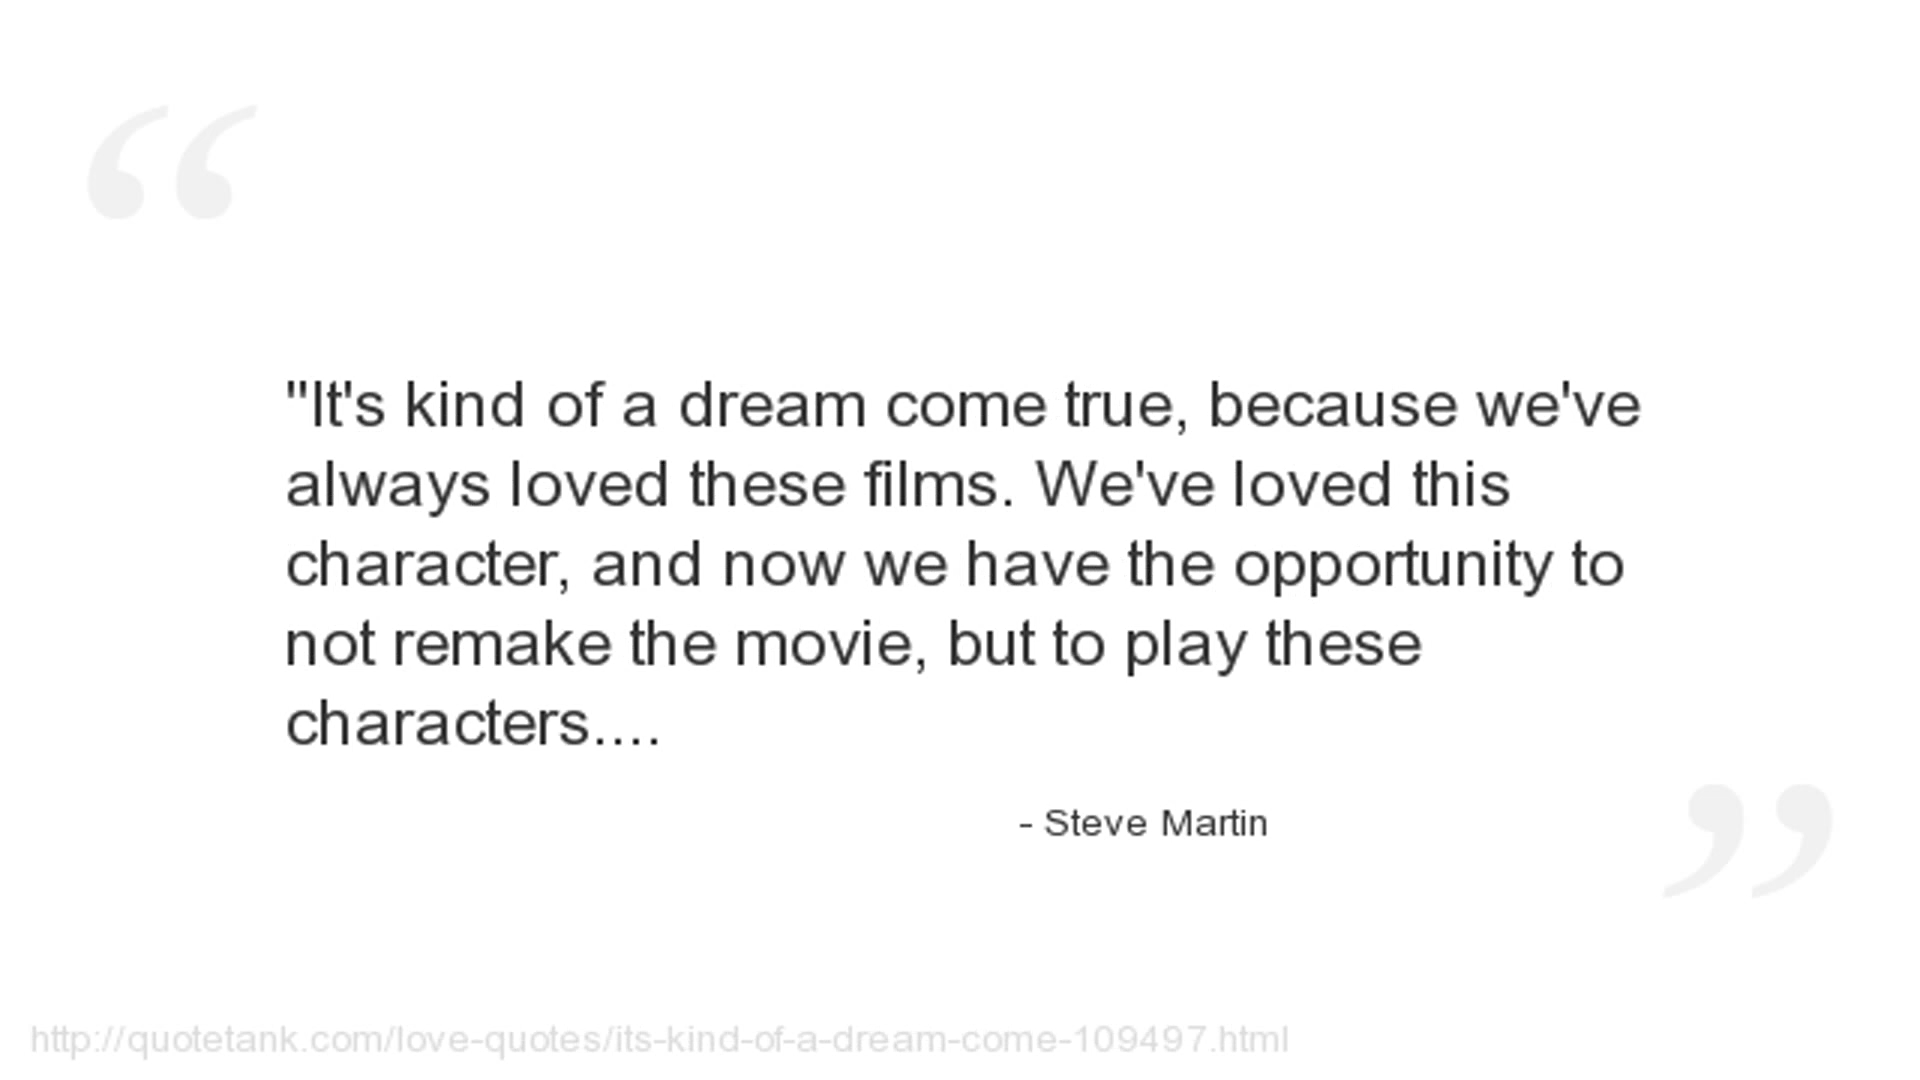 "It's kind of a dream come true, because we've
always loved these films. We've loved this
character, and now we have the opportunity to
not remake the movie, but to play these
characters....
- Steve Martin
http://quotetank.com/love-quotes/its-kind-of-a-dream-come-109497.html